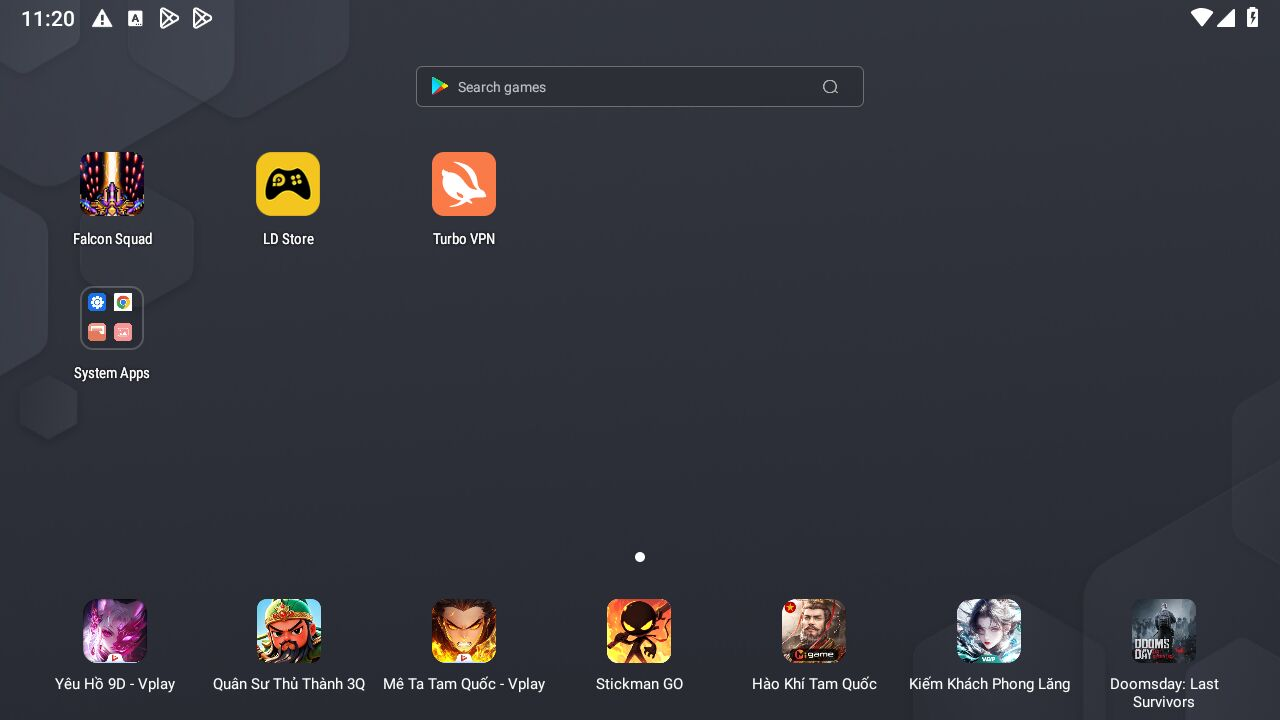 11:20
Search games
Falcon Squad
LD Store
Turbo VPN
System Apps
Yêu Hồ 9D - Vplay
Quân Sư Thủ Thành 3Q
Mê Ta Tam Quốc - Vplay
Stickman GO
Hào Khí Tam Quốc
Kiếm Khách Phong Lăng
Doomsday: Last
Survivors